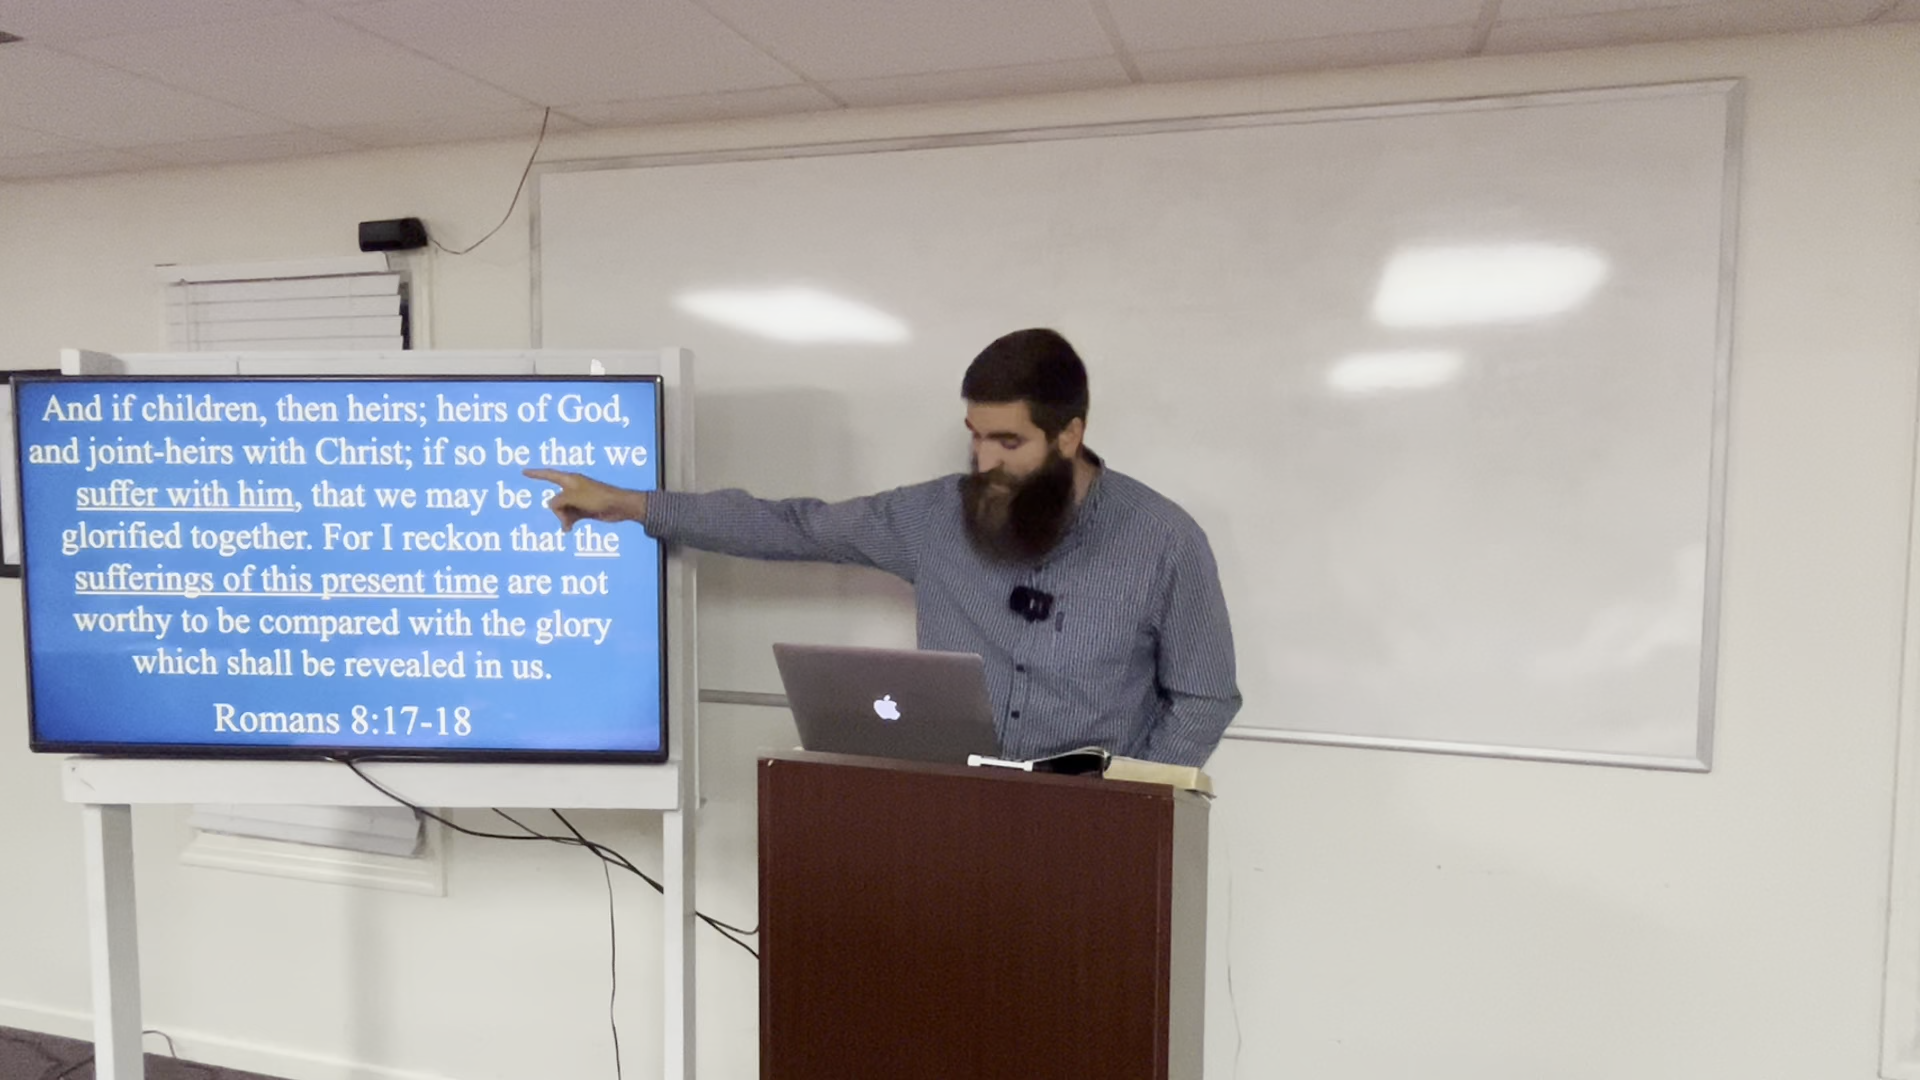 And if children, then heirs; heirs of God,
and joint-heirs with Christ; if so be that we
suffer with him, that we may be
glorified together. For I reckon that the
sufferings of this present time are not
worthy to be compared with the glory
which shall be revealed in us.
Romans 8:17-18